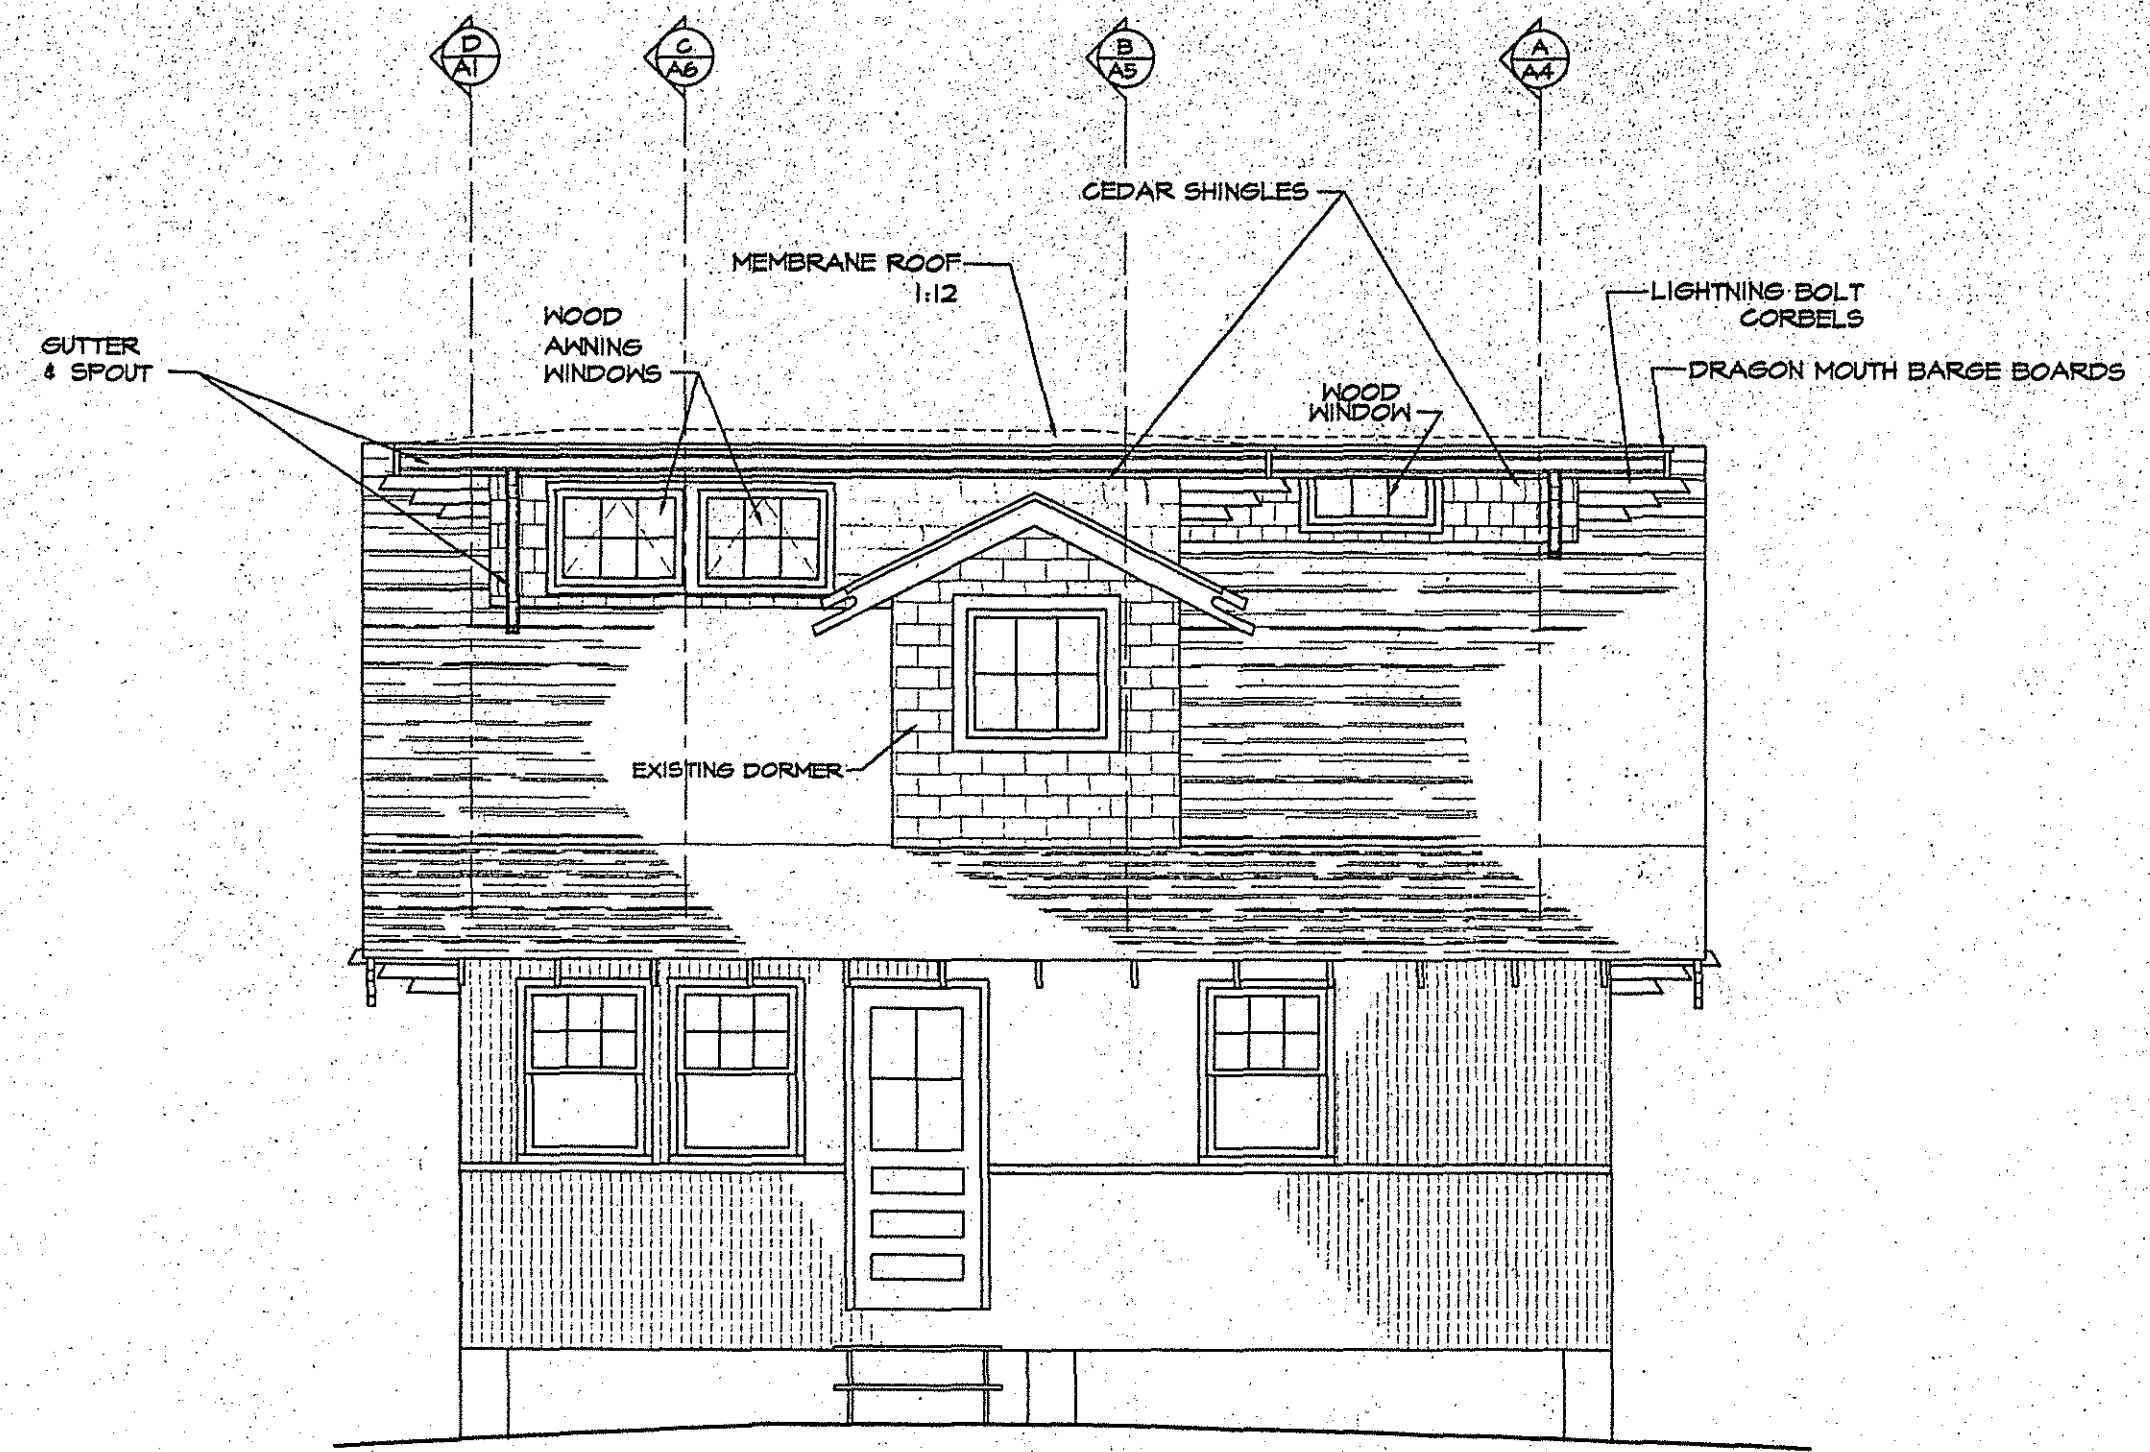 D
A1
C
A6
B
A5
A
A4
CEDAR SHINGLES
MEMBRANE ROOF
1:12
LIGHTNING BOLT
CORBELS
WOOD
AWNING
WINDOWS
GUTTER
& SPOUT
DRAGON MOUTH BARGE BOARDS
WOOD
WINDOW
EXISTING DORMER